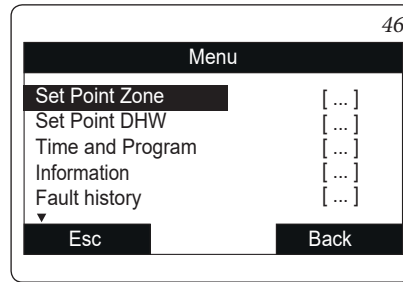 46
Menu
Set Point Zone [ ... ]
Set Point DHW [ ... ]
Time and Program [ ... ]
Information [ ... ]
Fault history [ ... ]
▼
Esc Back